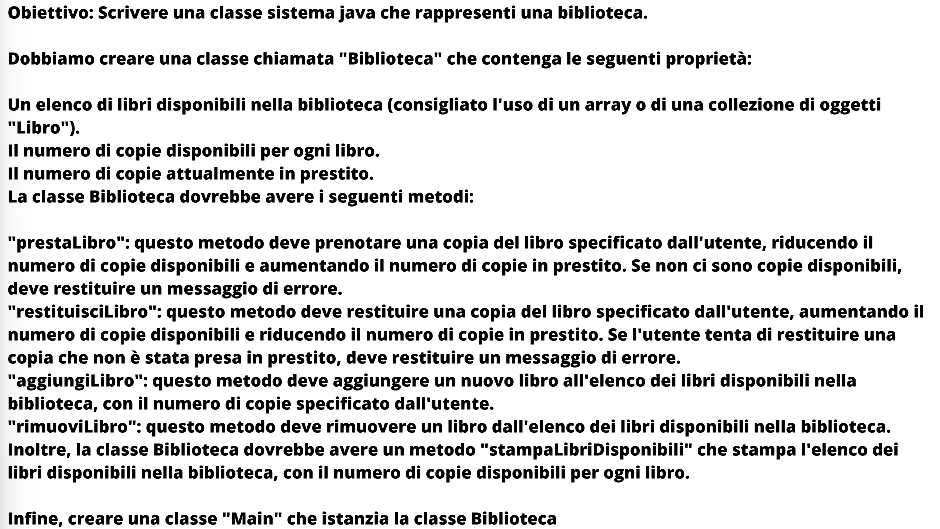 Obiettivo: Scrivere una classe sistema java che rappresenti una biblioteca.
Dobbiamo creare una classe chiamata "Biblioteca" che contenga le seguenti proprietà:
Un elenco di libri disponibili nella biblioteca (consigliato l'uso di un array o di una collezione di oggetti
"Libro").
Il numero di copie disponibili per ogni libro.
Il numero di copie attualmente in prestito.
La classe Biblioteca dovrebbe avere i seguenti metodi:
"prestaLibro": questo metodo deve prenotare una copia del libro specificato dall'utente, riducendo il
numero di copie disponibili e aumentando il numero di copie in prestito. Se non ci sono copie disponibili,
deve restituire un messaggio di errore.
"restituisciLibro": questo metodo deve restituire una copia del libro specificato dall'utente, aumentando il
numero di copie disponibili e riducendo il numero di copie in prestito. Se l'utente tenta di restituire una
copia che non è stata presa in prestito, deve restituire un messaggio di errore.
"aggiungiLibro": questo metodo deve aggiungere un nuovo libro all'elenco dei libri disponibili nella
biblioteca, con il numero di copie specificato dall'utente.
"rimuoviLibro": questo metodo deve rimuovere un libro dall'elenco dei libri disponibili nella biblioteca.
Inoltre, la classe Biblioteca dovrebbe avere un metodo "stampaLibriDisponibili" che stampa l'elenco dei
libri disponibili nella biblioteca, con il numero di copie disponibili per ogni libro.
Infine, creare una classe "Main" che istanzia la classe Biblioteca